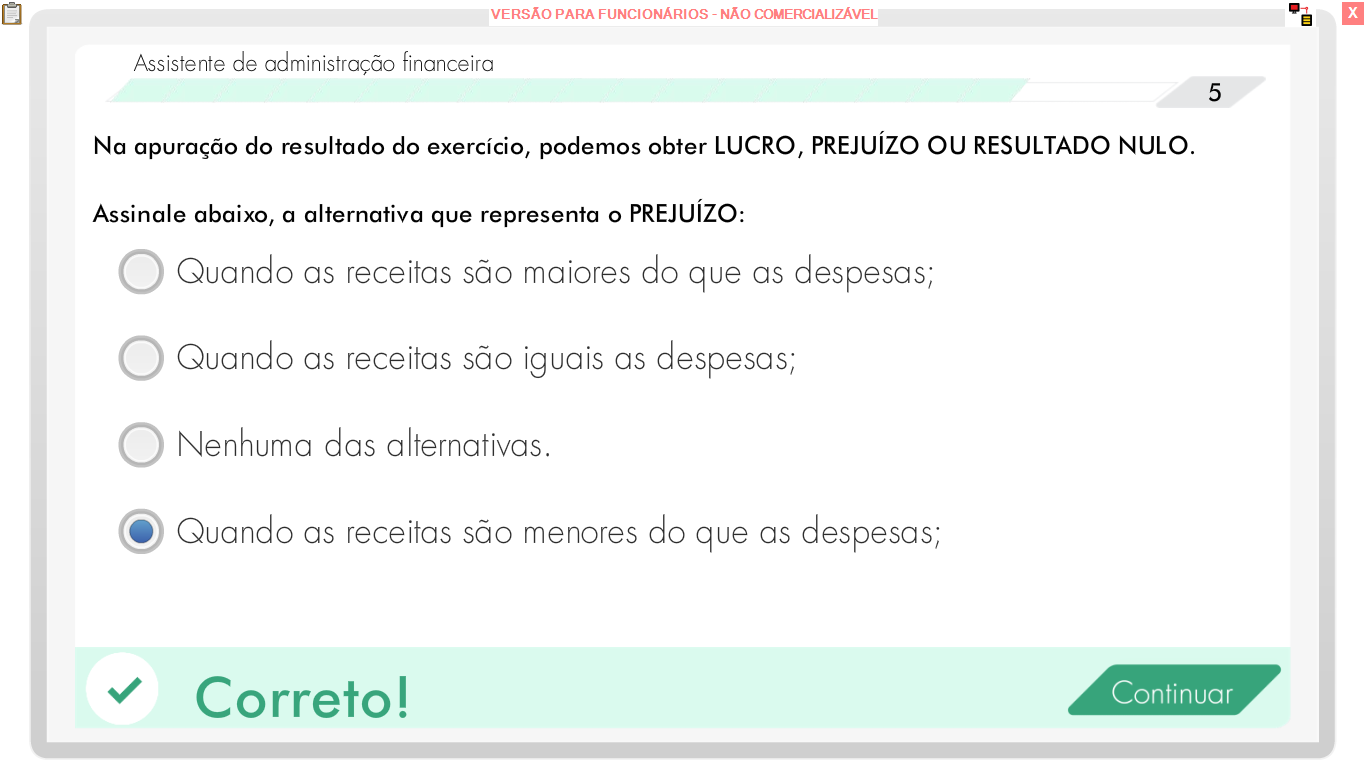 VERSÃO PARA FUNCIONÁRIOS - NÃO COMERCIALIZÁVEL
X
Assistente de administração financeira
5
Na apuração do resultado do exercício, podemos obter LUCRO, PREJUÍZO OU RESULTADO NULO.
Assinale abaixo, a alternativa que representa o PREJUÍZO:
Quando as receitas são maiores do que as despesas;
Quando as receitas são iguais as despesas;
Nenhuma das alternativas.
Quando as receitas são menores do que as despesas;
Correto!
Continuar